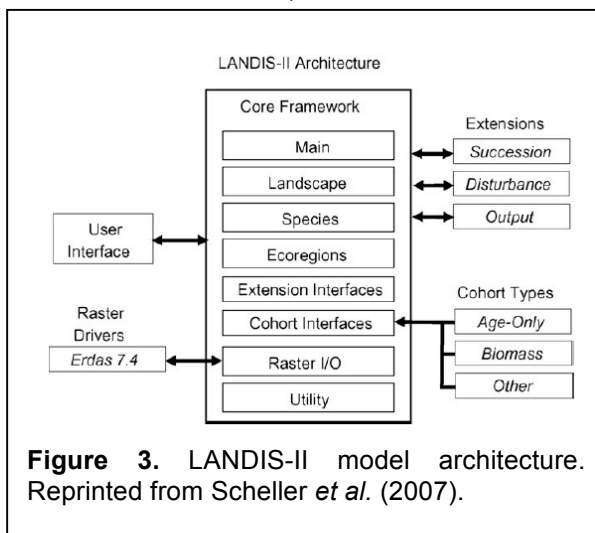 LANDIS-II Architecture
Core Framework
Main
Landscape
Species
Ecoregions
Extension Interfaces
Cohort Interfaces
Raster I/O
Utility
User
Interface
Raster
Drivers
Erdas 7.4
Extensions
Succession
Disturbance
Output
Cohort Types
Age-Only
Biomass
Other
Figure 3. LANDIS-II model architecture.
Reprinted from Scheller et al. (2007).